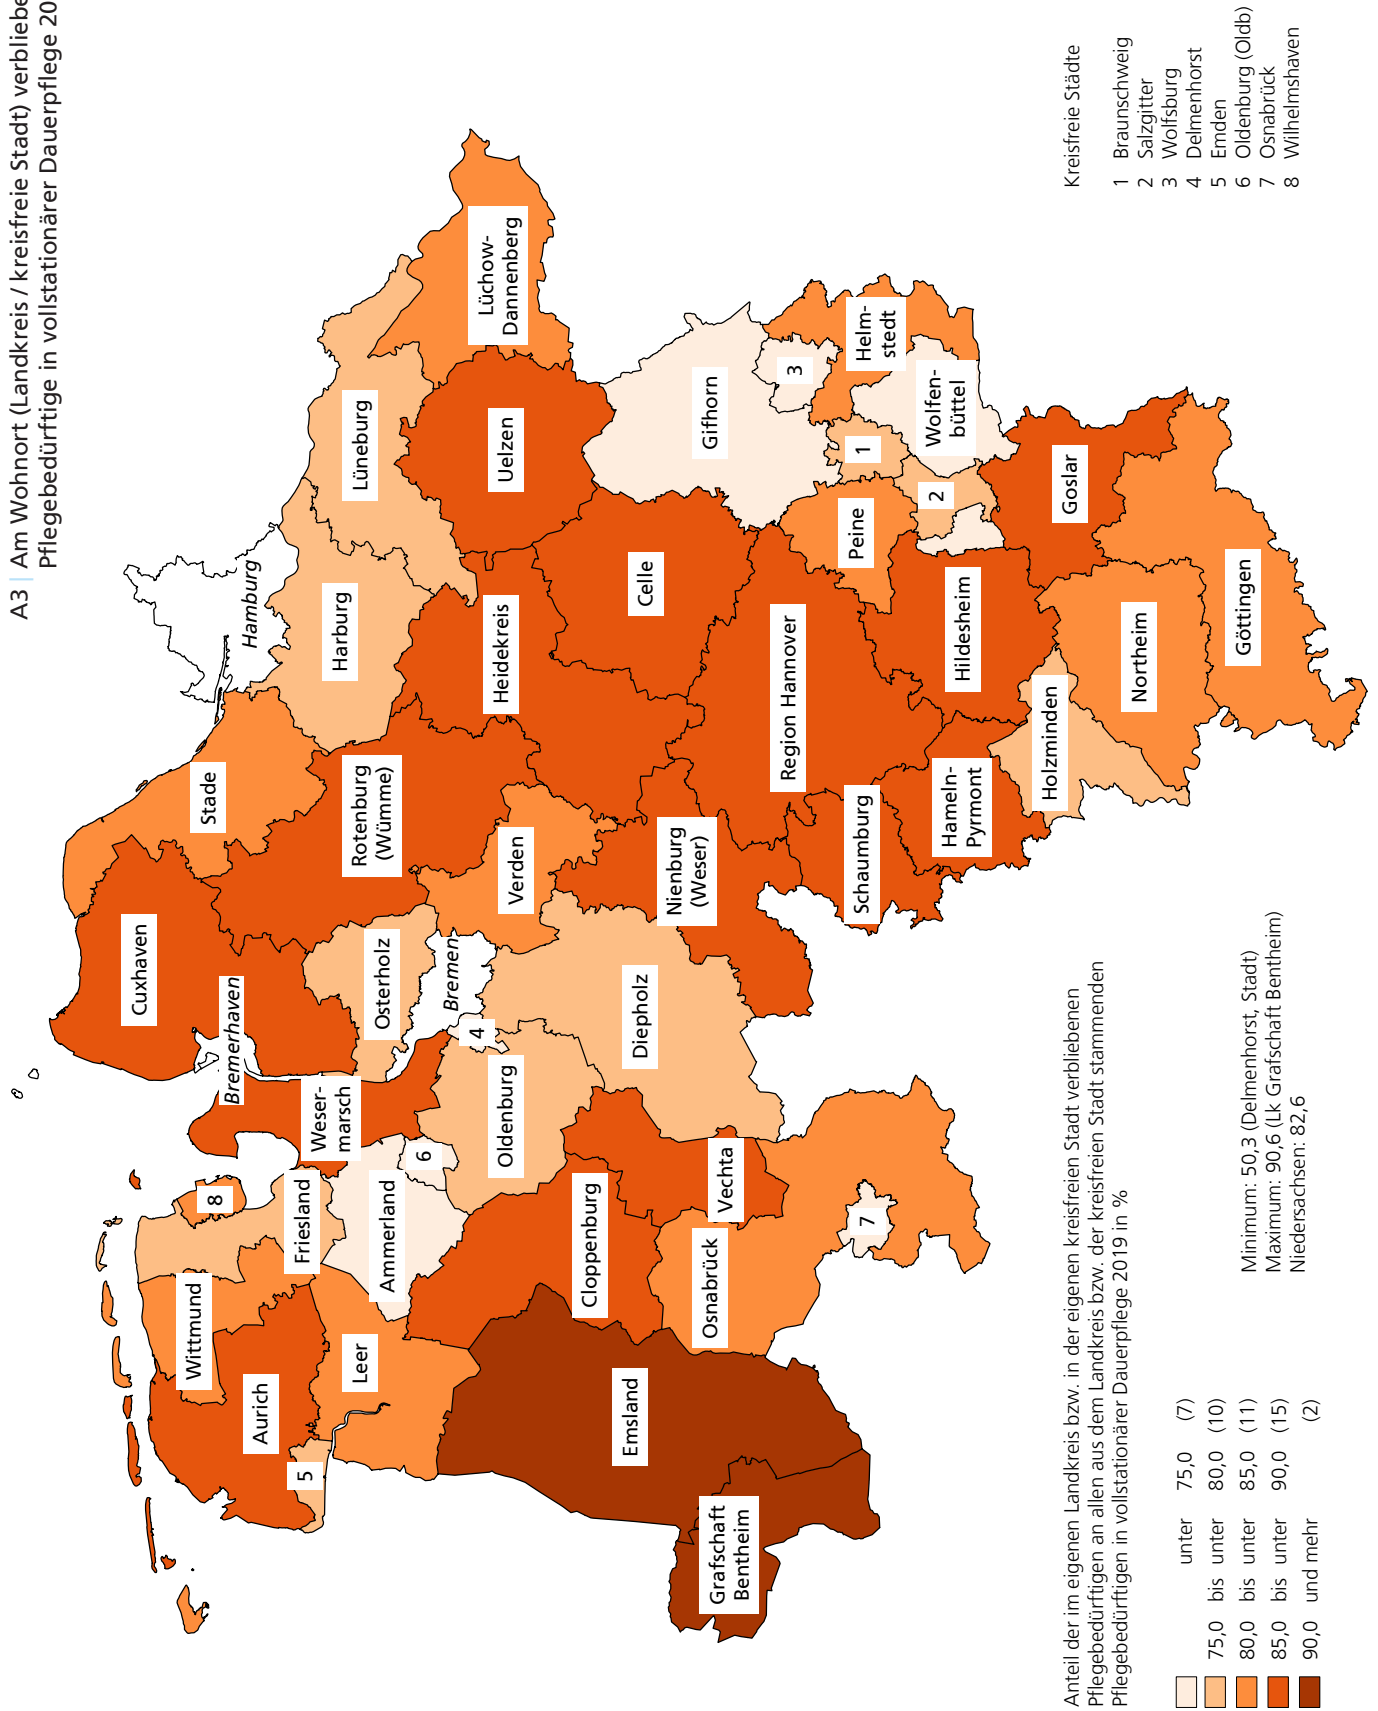 A3 | Am Wohnort (Landkreis / kreisfreie Stadt)
Pflegebedürftige in vollstationärer Dauerpflege
Hamburg
Stade
Harburg
Lüneburg
Lüchow-
Dannenberg
Cuxhaven
Bremerhaven
Rotenburg
(Wümme)
Heidekreis
Uelzen
Osterholz
Verden
Celle
Gifhorn
Bremen
Weser-
marsch
8
Wittmund
Friesland
Aurich
5
Leer
Ammerland
6
4
Oldenburg
Diepholz
Nienburg
(Weser)
Region Hannover
3
Helm-
stedt
Cloppenburg
Vechta
Emsland
Osnabrück
7
Grafschaft
Bentheim
Schaumburg
Peine
1
2
Wolfen-
büttel
Hameln-
Pyrmont
Hildesheim
Goslar
Holzminden
Northeim
Göttingen
Kreisfreie Städte
1 Braunschweig
2 Salzgitter
3 Wolfsburg
4 Delmenhorst
5 Emden
6 Oldenburg (Oldb)
7 Osnabrück
8 Wilhelmshaven
Anteil der im eigenen Landkreis bzw. in der eigenen kreisfreien Stadt verbliebenen
Pflegebedürftigen an allen aus dem Landkreis bzw. der kreisfreien Stadt stammenden
Pflegebedürftigen in vollstationärer Dauerpflege 2019 in %
unter 75,0 (7)
75,0 bis unter 80,0 (10)
80,0 bis unter 85,0 (11)
85,0 bis unter 90,0 (15)
90,0 und mehr (2)
Minimum: 50,3 (Delmenhorst, Stadt)
Maximum: 90,6 (Lk Grafschaft Bentheim)
Niedersachsen: 82,6